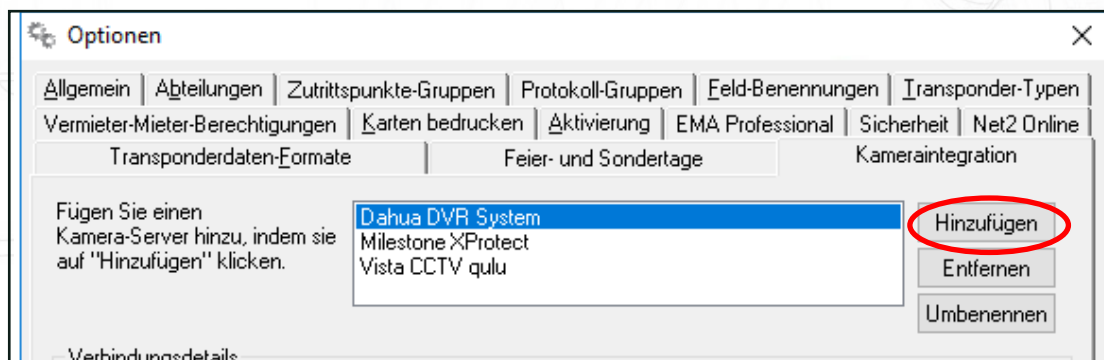 Optionen
Allgemein Abteilungen Zutrittspunkte-Gruppen Protokoll-Gruppen Feld-Benennungen Transponder-Typen
Vermieter-Mieter-Berechtigungen Karten bedrucken Aktivierung EMA Professional Sicherheit Net2 Online
Transponderdaten-Formate Feier- und Sondertage Kameraintegration
Fügen Sie einen
Kamera-Server hinzu, indem sie
auf "Hinzufügen" klicken.
Dahua DVR System
Milestone XProtect
Vista CCTV qulu
Hinzufügen
Entfernen
Umbenennen
Verbindungsdetails